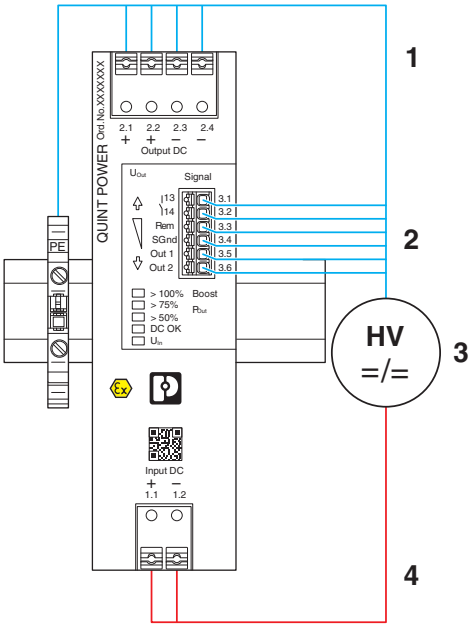 1
QUINT POWER Ord.No.XXXXXXX
2.1 2.2 2.3 2.4
+ + − −
Output DC
UOut
Signal
13 3.1
14 3.2
Rem 3.3
SGnd 3.4
Out 1 3.5
Out 2 3.6
2
PE
> 100% Boost
> 75% POut
> 50%
DC OK
Uin
HV
=/=
3
Ex
Input DC
+ −
1.1 1.2
4